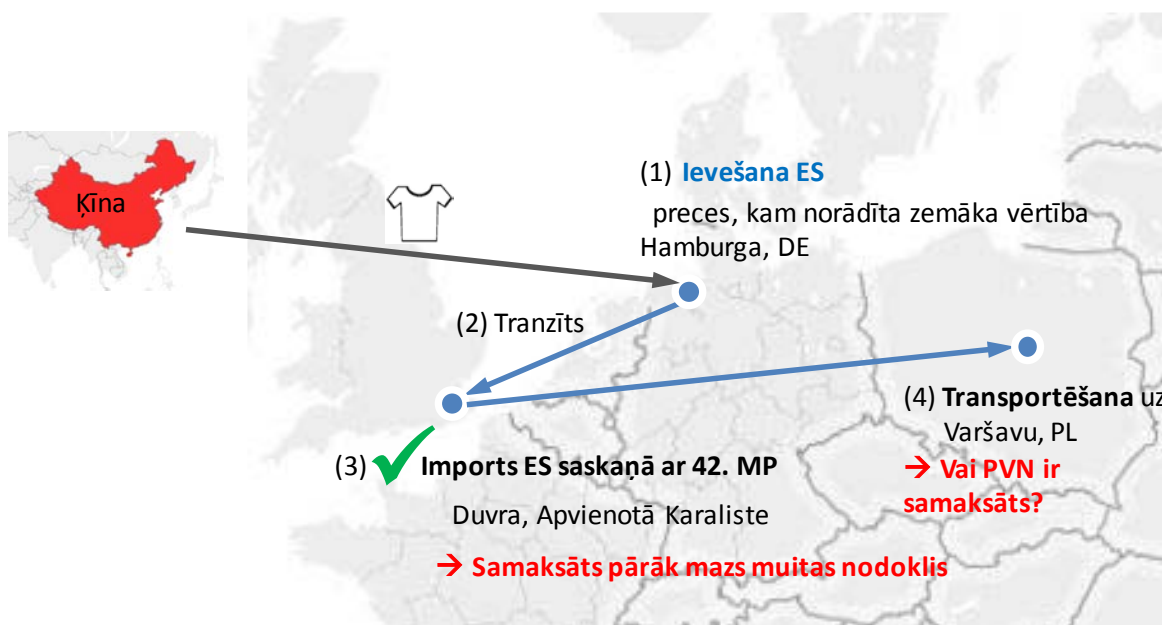 Ķīna
(1) Ievešana ES
preces, kam norādīta zemāka vērtība
Hamburga, DE
(2) Tranzīts
(3) Imports ES saskaņā ar 42. MP
Duvra, Apvienotā Karaliste
→ Samaksāts pārāk mazs muitas nodoklis
(4) Transportēšana uz
Varšavu, PL
→ Vai PVN ir
samaksāts?